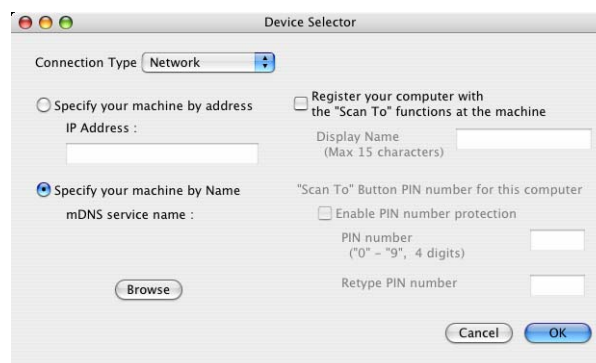 Device Selector
Connection Type Network
Specify your machine by address
IP Address :
Specify your machine by Name
mDNS service name :
Browse
Register your computer with
the "Scan To" functions at the machine
Display Name
(Max 15 characters)
"Scan To" Button PIN number for this computer
Enable PIN number protection
PIN number
("0" – "9", 4 digits)
Retype PIN number
Cancel OK